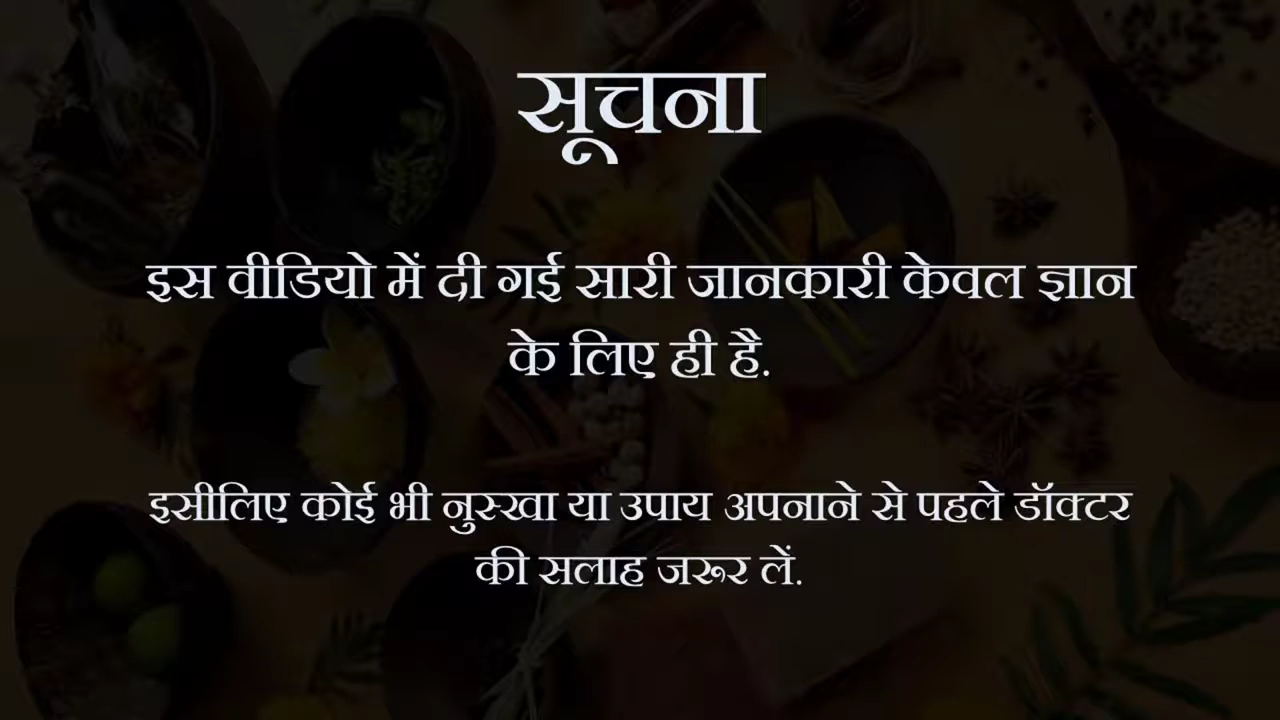 सूचना
इस वीडियो में दी गई सारी जानकारी केवल ज्ञान
के लिए ही है.
इसीलिए कोई भी नुस्खा या उपाय अपनाने से पहले डॉक्टर
की सलाह जरूर लें.